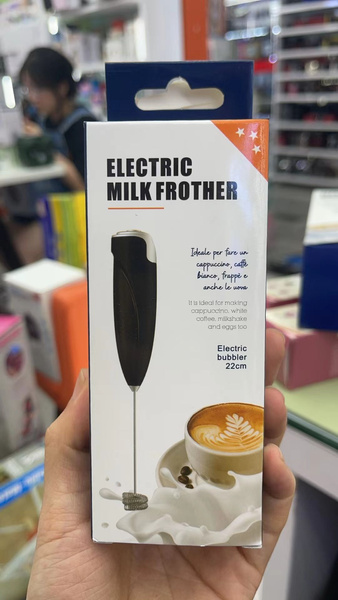 ELECTRIC
MILK FROTHER
Ideale per fare un
cappuccino, caffè
bianco, frappè e
anche le uova
It is ideal for making
cappuccino, white
coffee, milkshake
and eggs too
Electric
bubbler
22cm